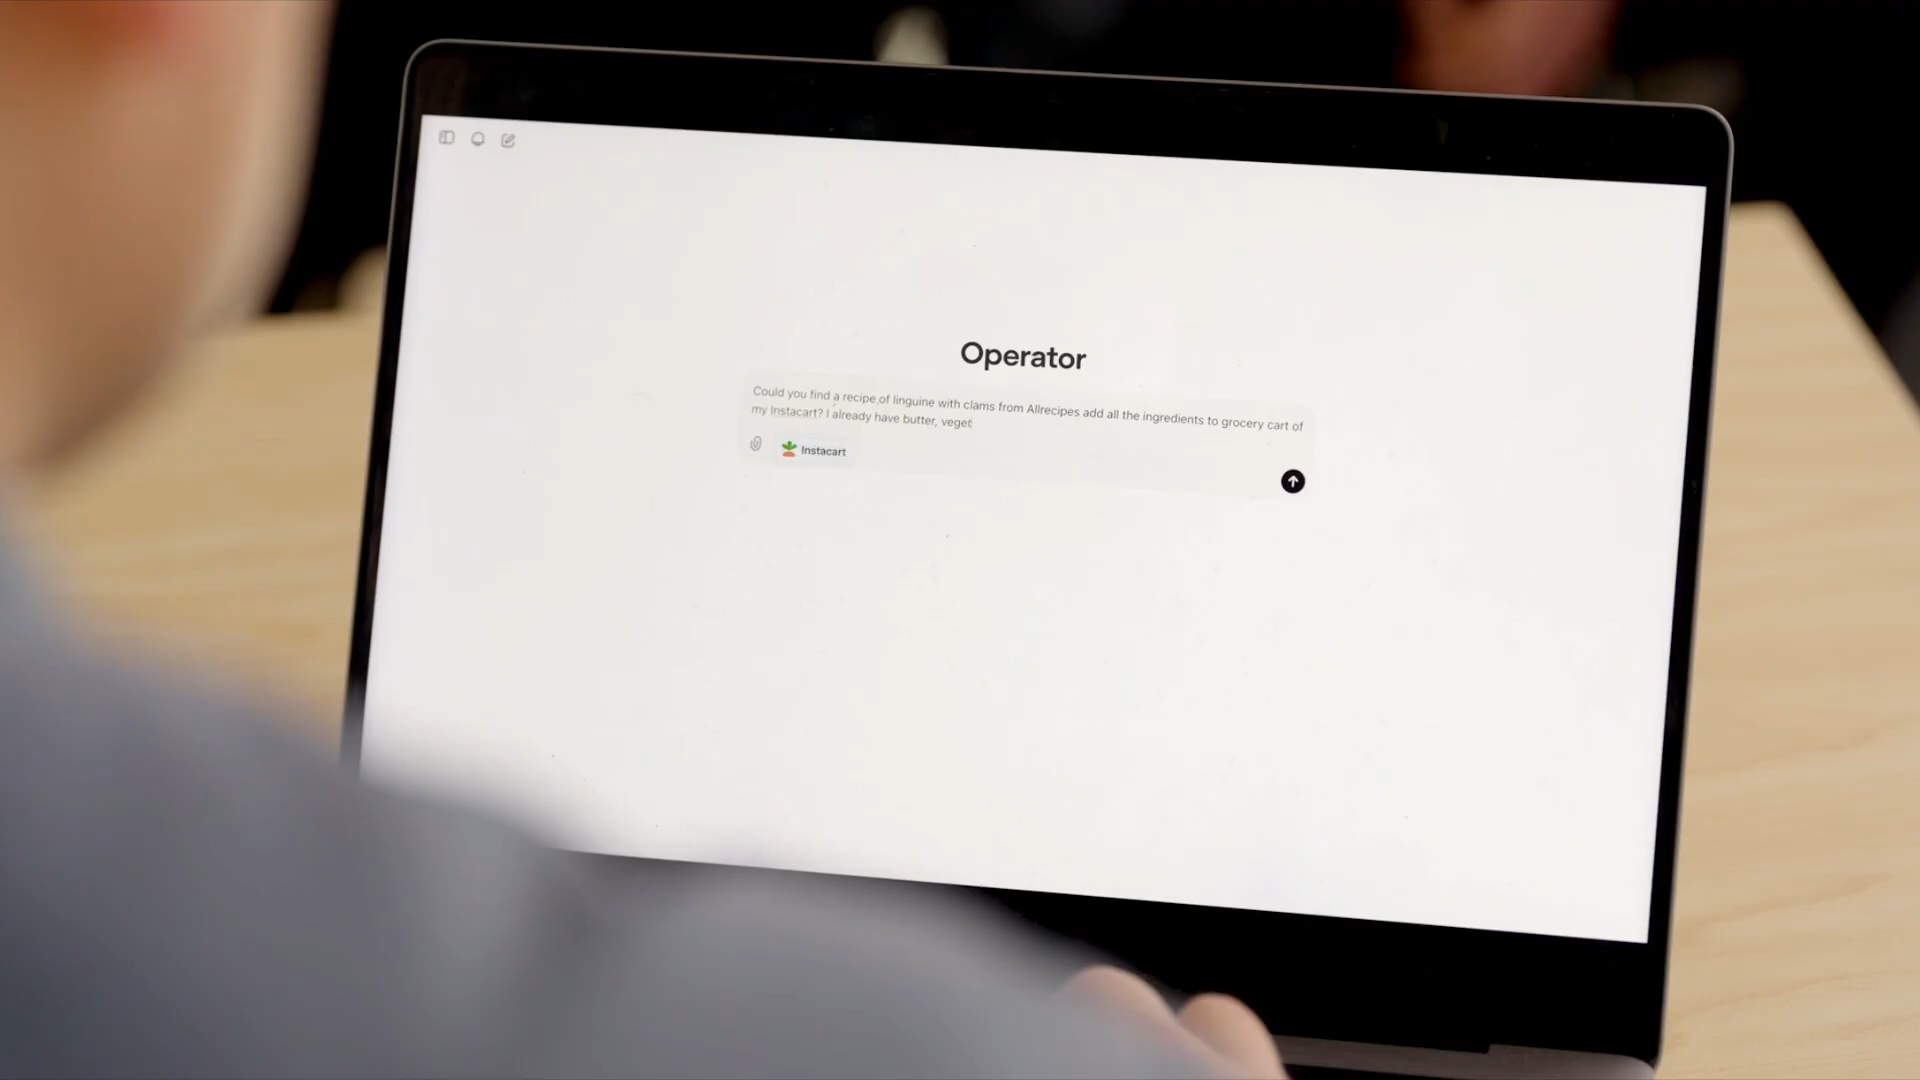 Operator
Could you find a recipe of linguine with clams from Allrecipes add all the ingredients to grocery cart of
my Instacart? I already have butter, veget
Instacart